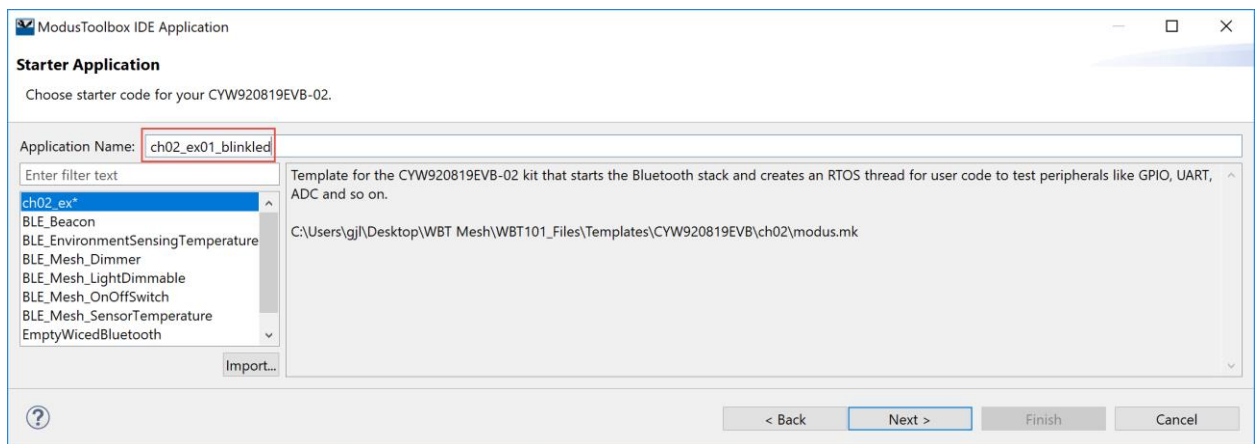 ModusToolbox IDE Application
Starter Application
Choose starter code for your CYW920819EVB-02.
Application Name: ch02_ex01_blinkled
Enter filter text
ch02_ex*
BLE_Beacon
BLE_EnvironmentSensingTemperature
BLE_Mesh_Dimmer
BLE_Mesh_LightDimmable
BLE_Mesh_OnOffSwitch
BLE_Mesh_SensorTemperature
EmptyWicedBluetooth
Import...
Template for the CYW920819EVB-02 kit that starts the Bluetooth stack and creates an RTOS thread for user code to test peripherals like GPIO, UART,
ADC and so on.
C:\Users\gjl\Desktop\WBT Mesh\WBT101_Files\Templates\CYW920819EVB\ch02\modus.mk
?
< Back
Next >
Finish
Cancel